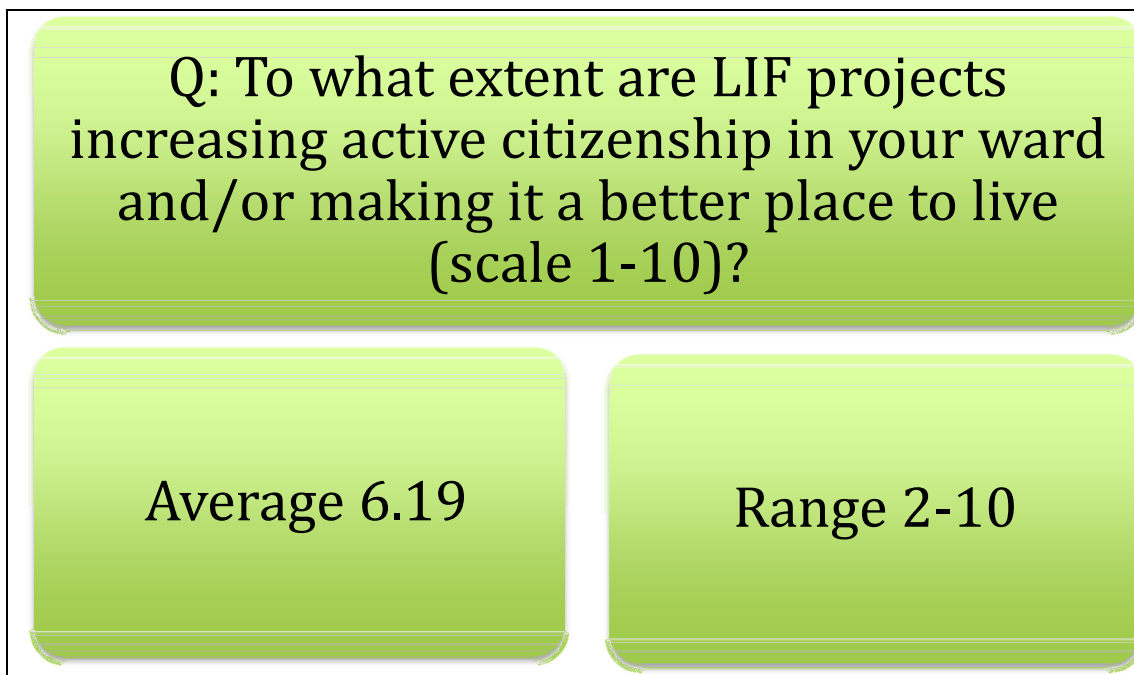 Q: To what extent are LIF projects
increasing active citizenship in your ward
and/or making it a better place to live
(scale 1-10)?
Average 6.19
Range 2-10